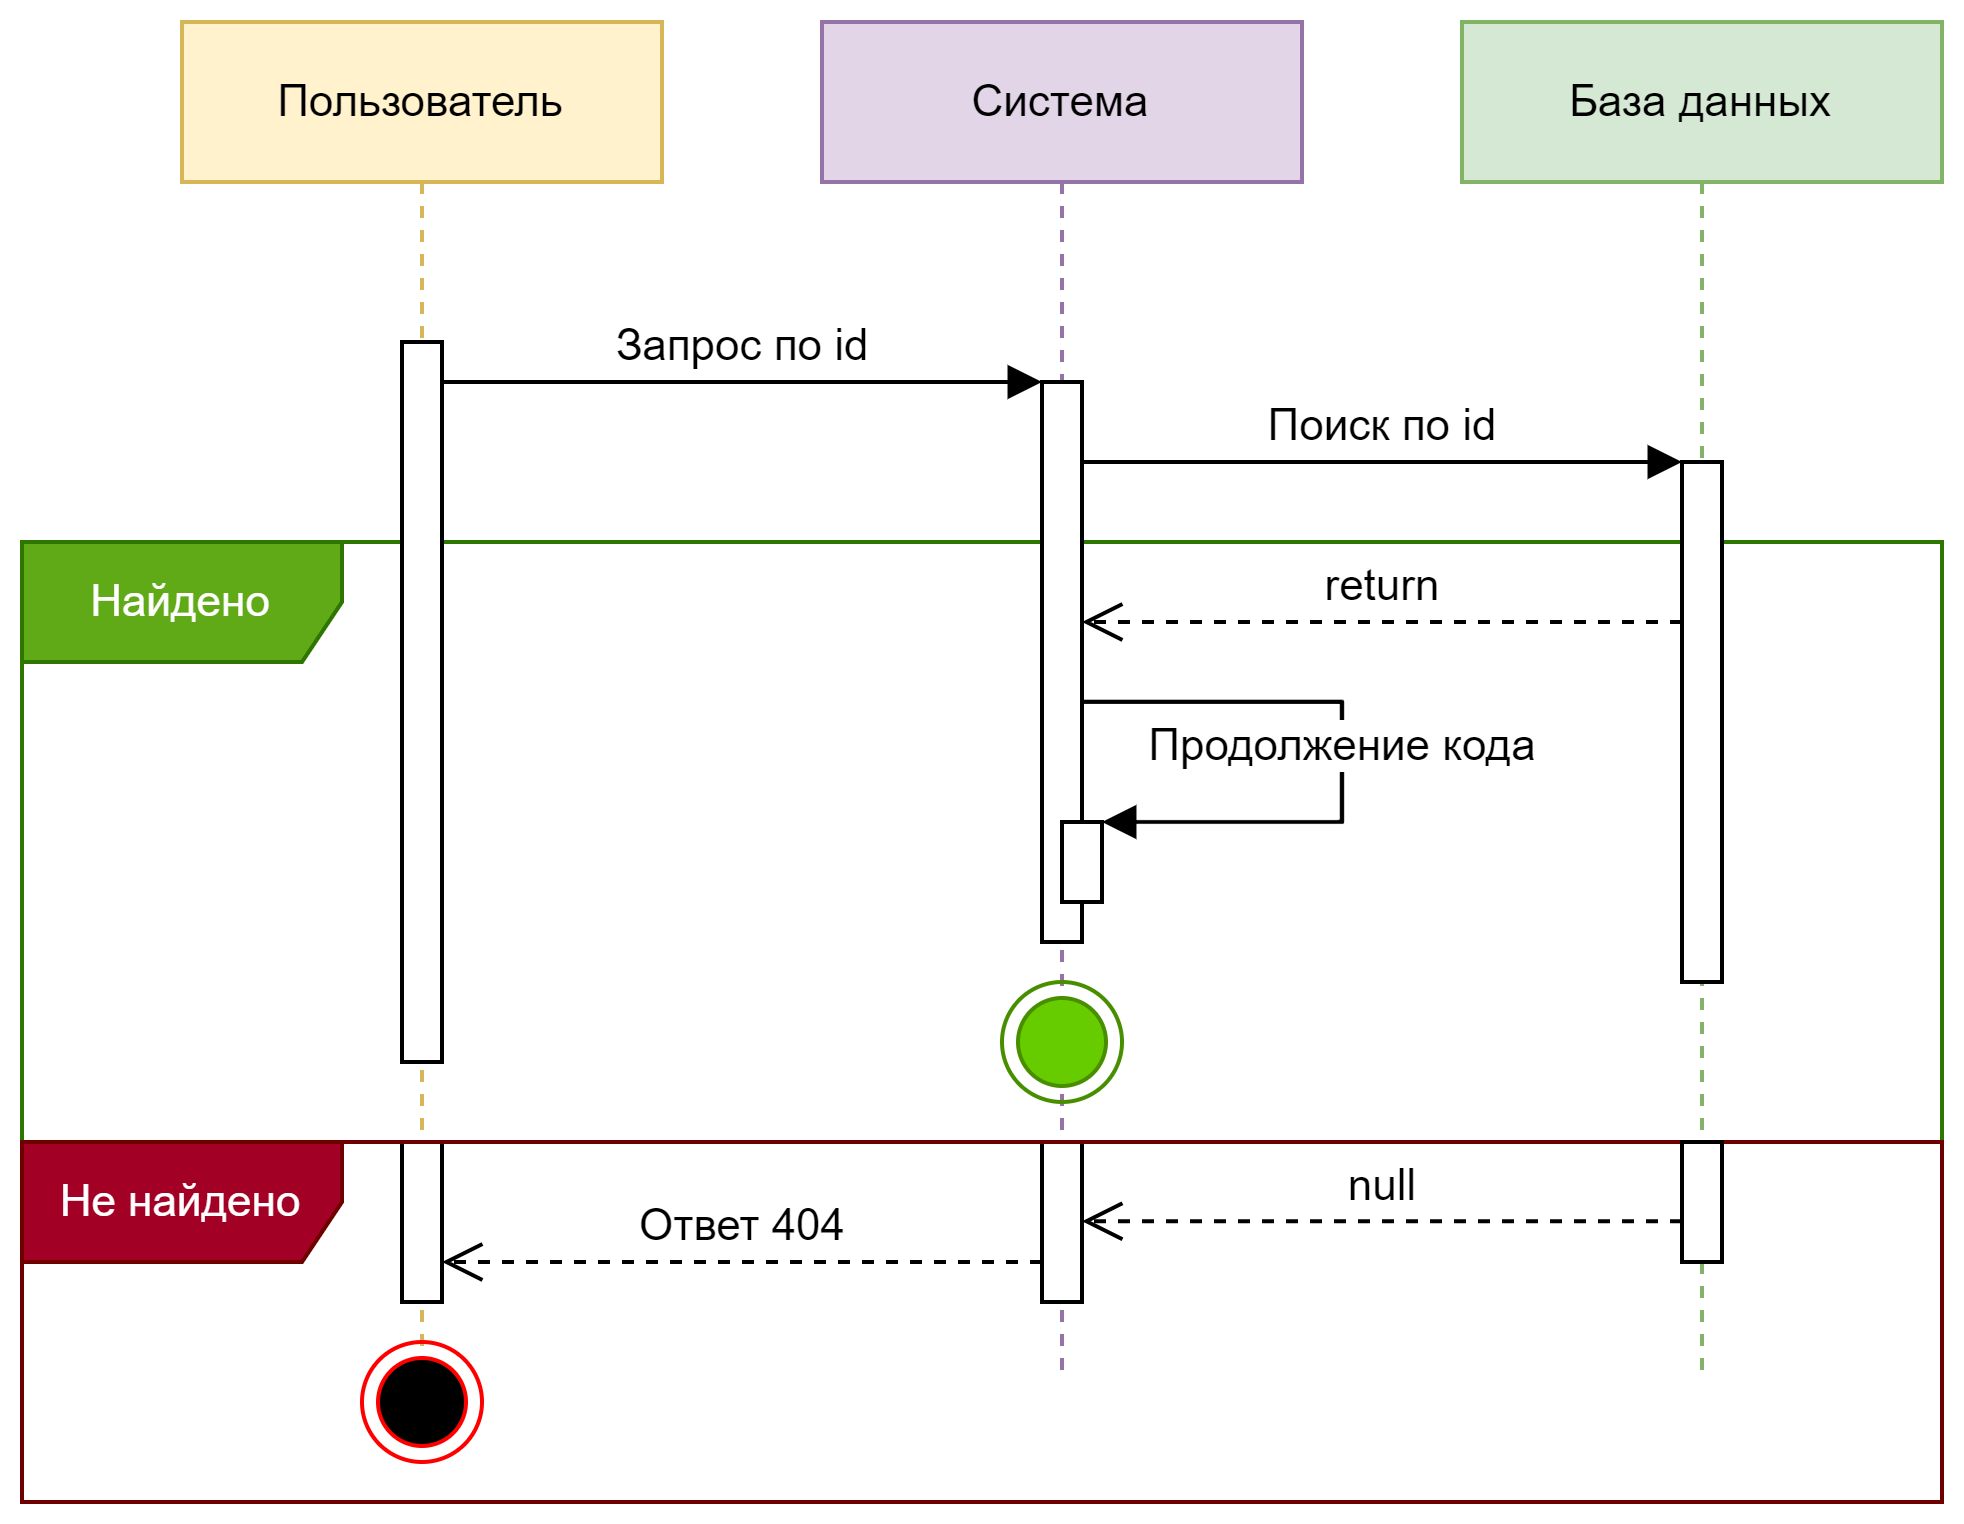 Пользователь
Система
База данных
Запрос по id
Поиск по id
Найдено
return
Продолжение кода
Не найдено
null
Ответ 404